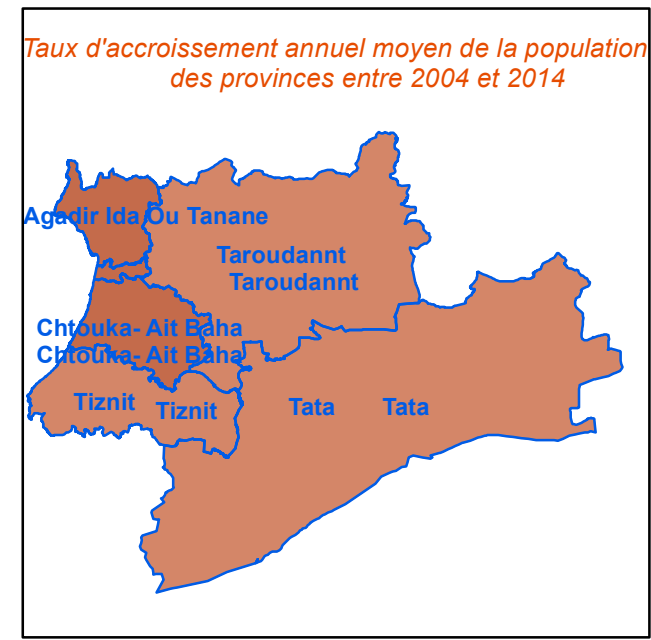 Taux d'accroissement annuel moyen de la population
des provinces entre 2004 et 2014
Agadir Ida Ou Tanane
Taroudannt
Taroudannt
Chtouka- Ait Baha
Chtouka- Ait Baha
Tiznit
Tiznit
Tata
Tata